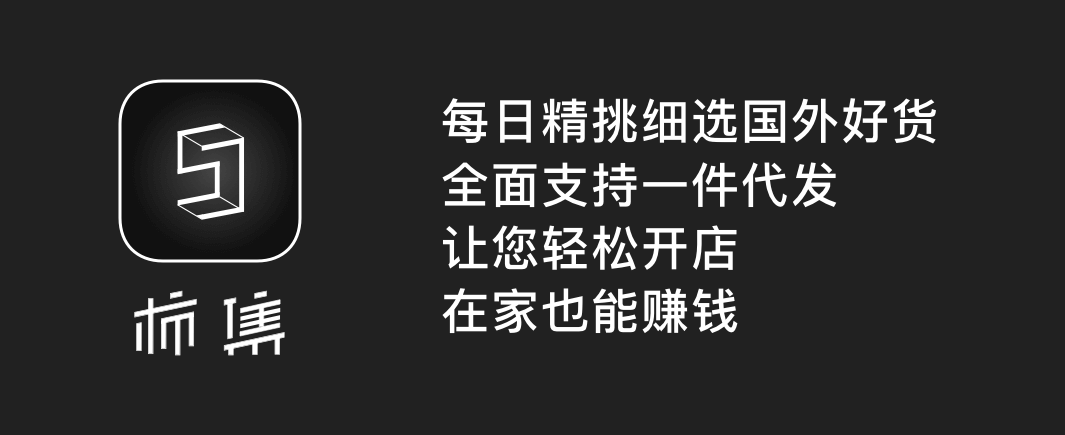 市集
每日精挑细选国外好货
全面支持一件代发
让您轻松开店
在家也能赚钱